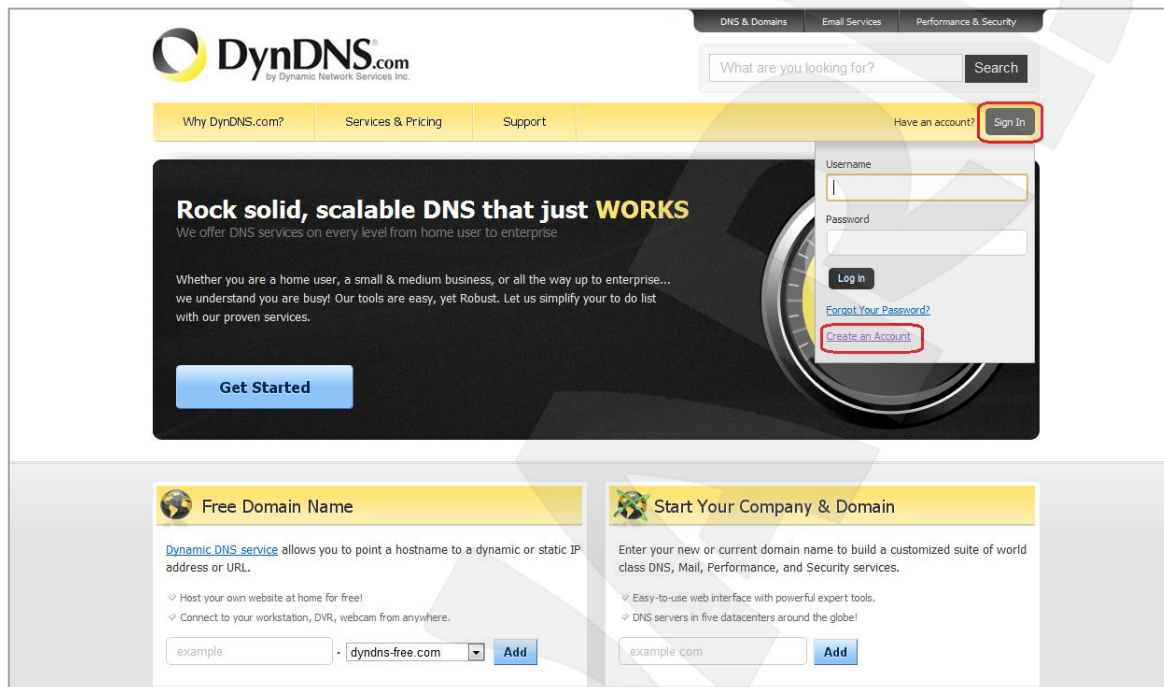 DNS & Domains Email Services Performance & Security
DynDNS.com
by Dynamic Network Services Inc.
What are you looking for? Search
Why DynDNS.com? Services & Pricing Support Have an account? Sign In
Username
Password
Log in
Forgot Your Password?
Create an Account
Rock solid, scalable DNS that just WORKS
We offer DNS services on every level from home user to enterprise
Whether you are a home user, a small & medium business, or all the way up to enterprise...
we understand you are busy! Our tools are easy, yet Robust. Let us simplify your to do list
with our proven services.
Get Started
Free Domain Name
Dynamic DNS service allows you to point a hostname to a dynamic or static IP
address or URL.
Host your own website at home for free!
Connect to your workstation, DVR, webcam from anywhere.
example . dyndns-free.com Add
Start Your Company & Domain
Enter your new or current domain name to build a customized suite of world
class DNS, Mail, Performance, and Security services.
Easy-to-use web interface with powerful expert tools.
DNS servers in five datacenters around the globe!
example.com Add